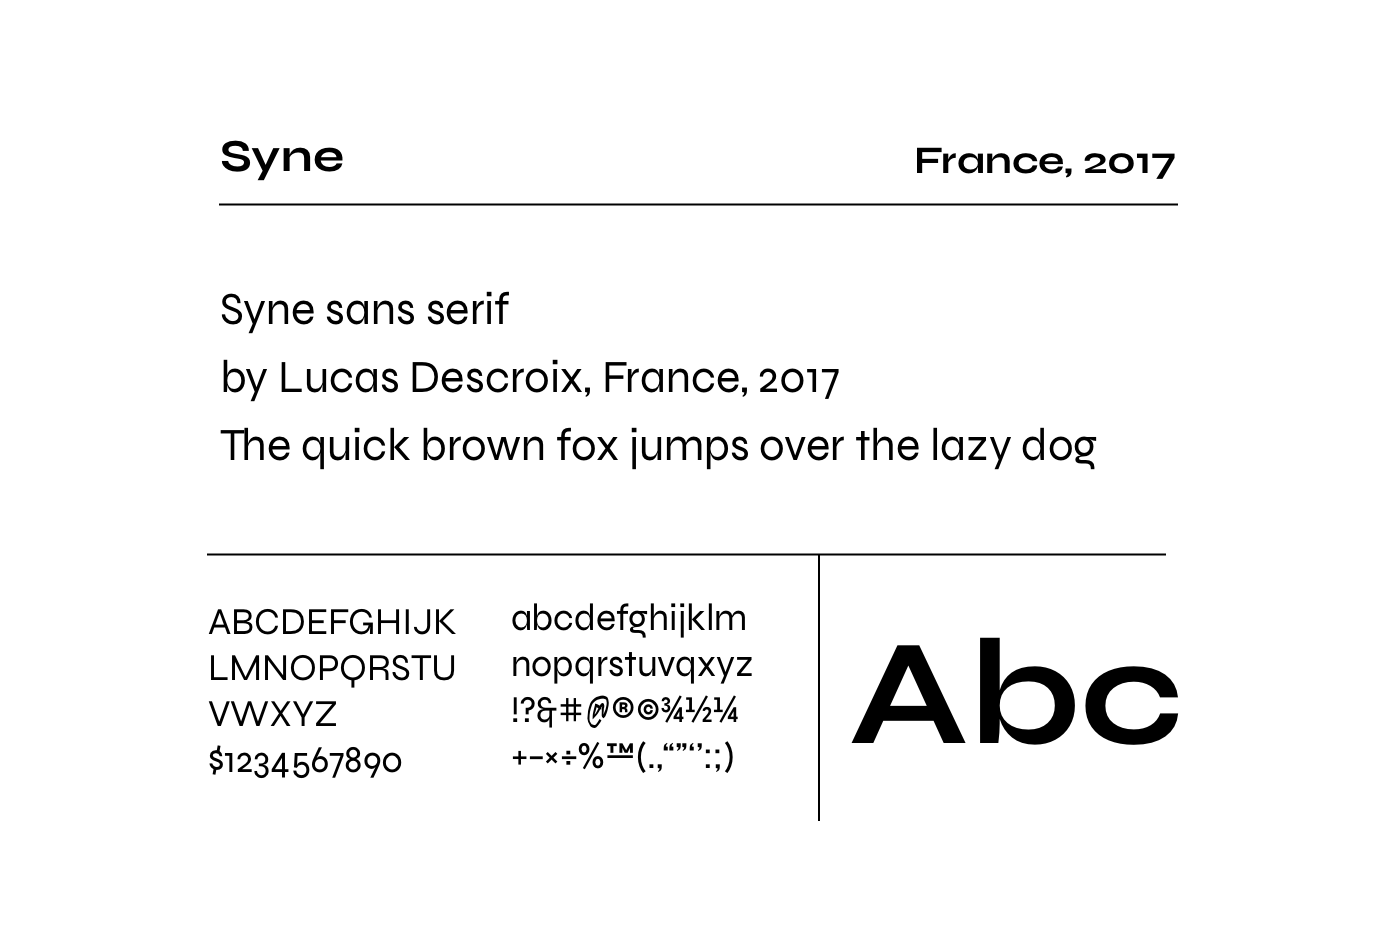 Syne
France, 2017
Syne sans serif
by Lucas Descroix, France, 2017
The quick brown fox jumps over the lazy dog
ABCDEFGHIJK
LMNOPQRSTU
VWXYZ
$1234567890
abcdefghijklm
nopqrstuvqxyz
!?&#@®©¾½¼
+−×÷%™(.,“”‘’:;)
Abc